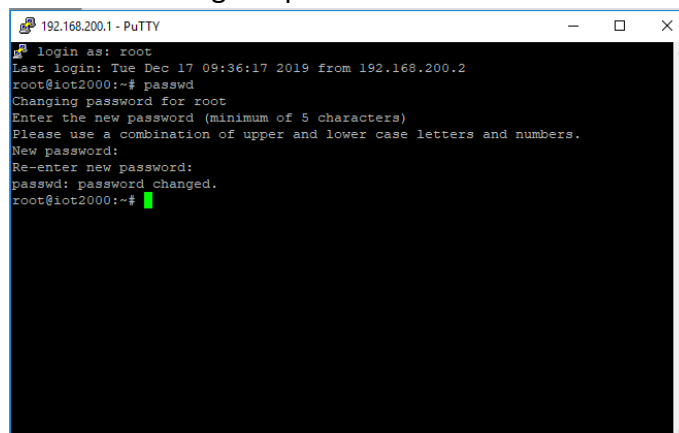 192.168.200.1 - PuTTY
login as: root
Last login: Tue Dec 17 09:36:17 2019 from 192.168.200.2
root@iot2000:~# passwd
Changing password for root
Enter the new password (minimum of 5 characters)
Please use a combination of upper and lower case letters and numbers.
New password:
Re-enter new password:
passwd: password changed.
root@iot2000:~#